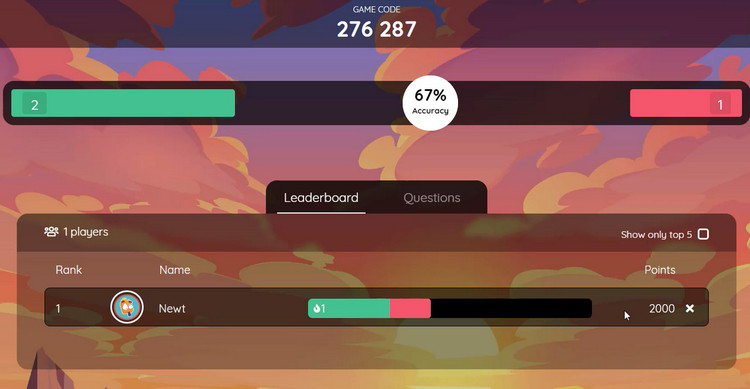 GAME CODE
276 287
2
67%
Accuracy
1
Leaderboard Questions
1 players
Show only top 5
Rank Name Points
1 Newt 1 2000